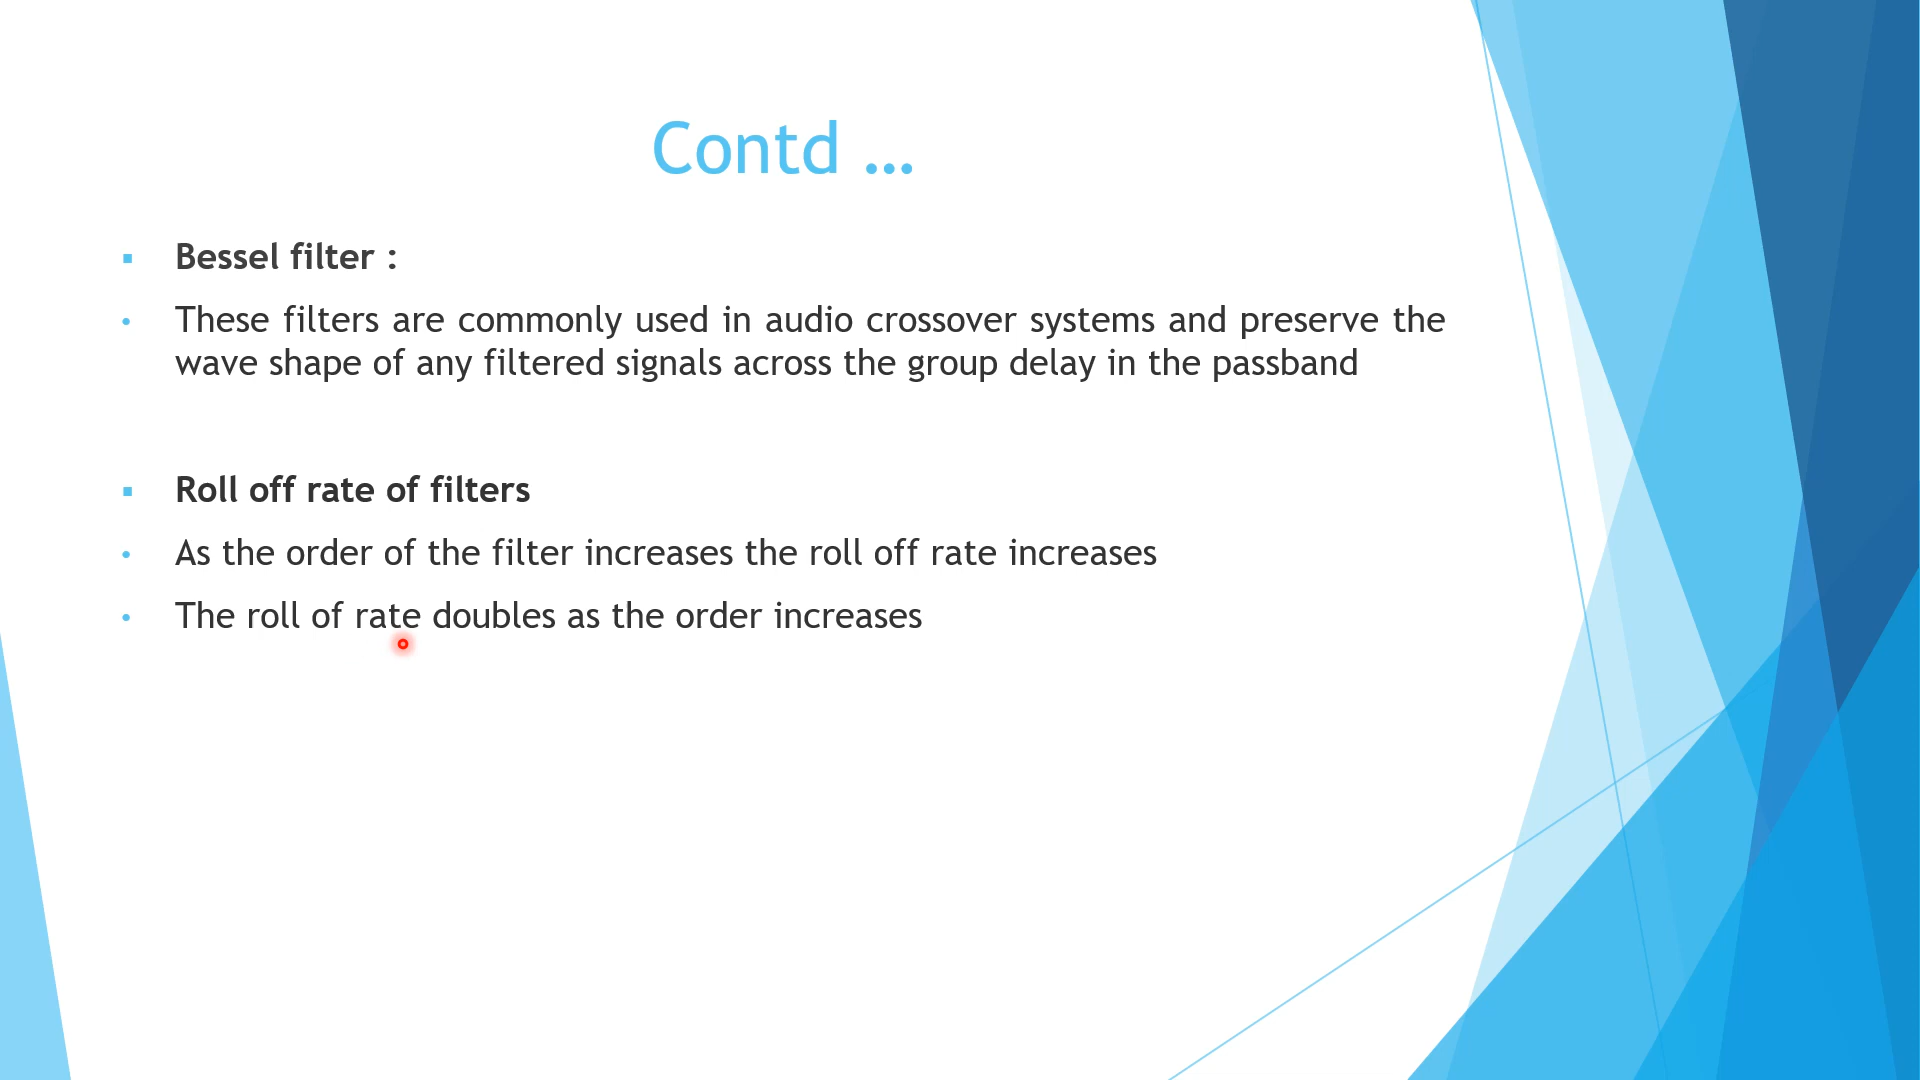 Contd ...
Bessel filter :
These filters are commonly used in audio crossover systems and preserve the
wave shape of any filtered signals across the group delay in the passband
Roll off rate of filters
As the order of the filter increases the roll off rate increases
The roll of rate doubles as the order increases